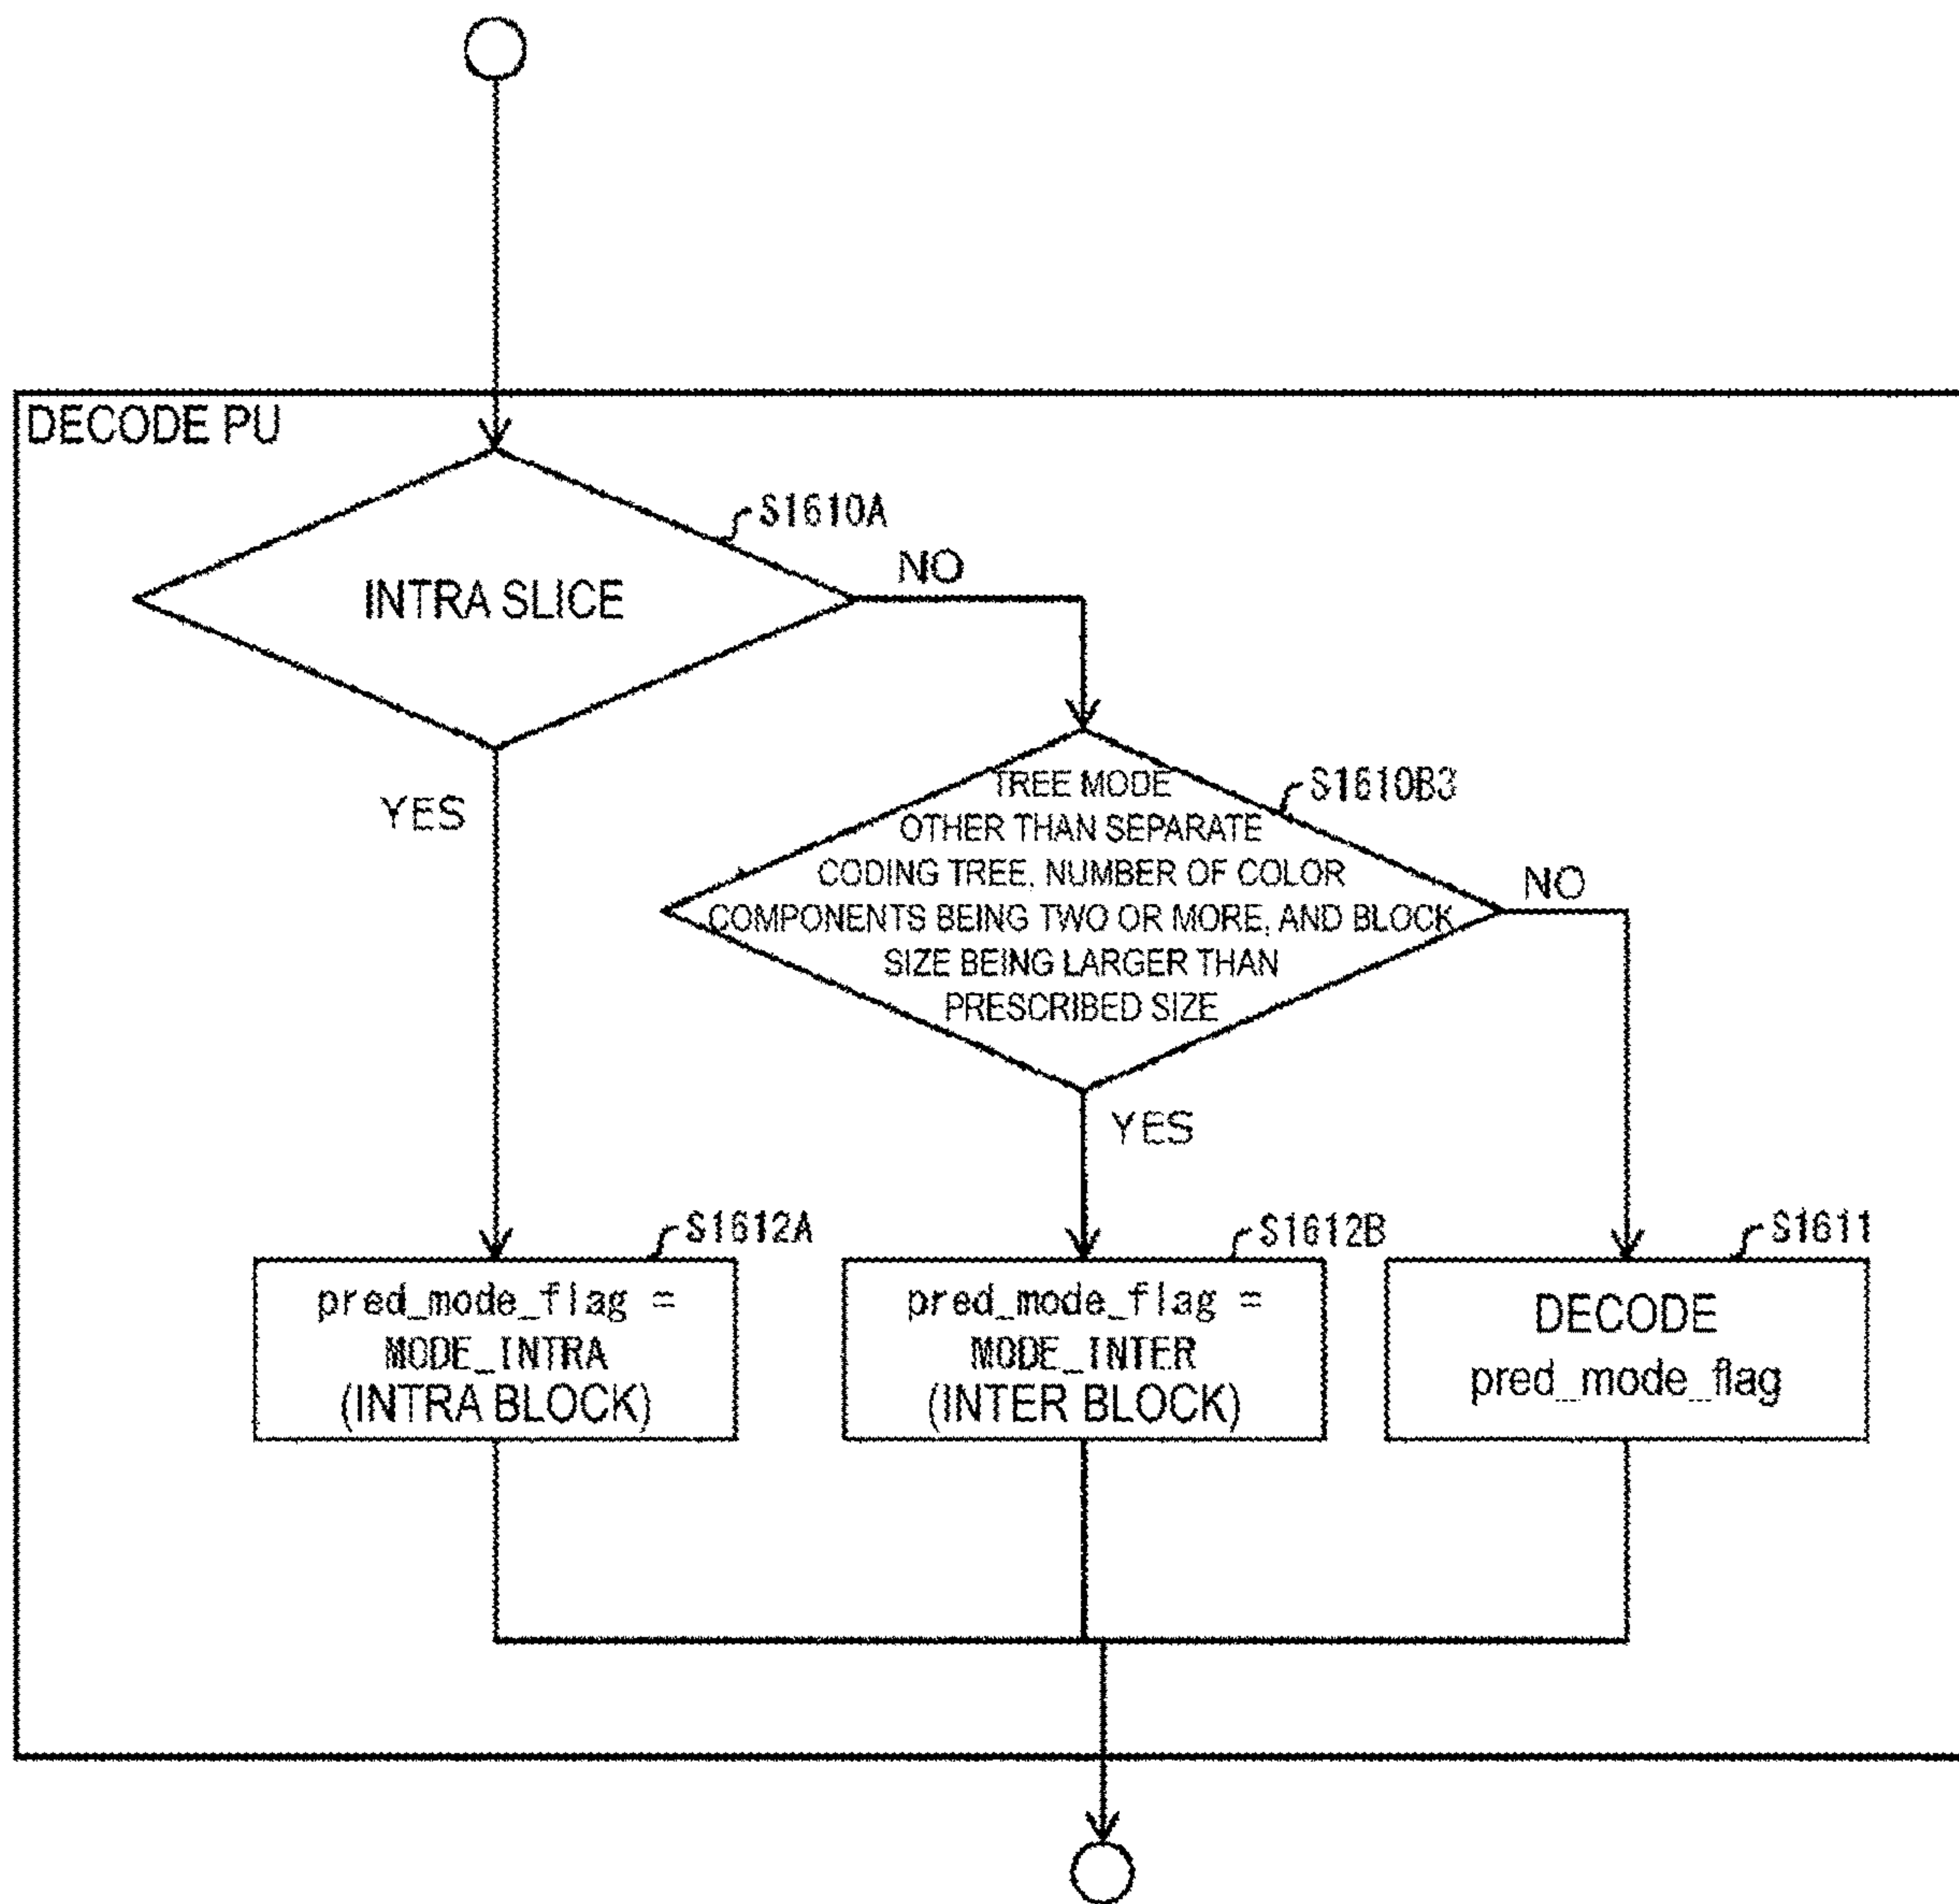 DECODE PU
S1610A
INTRA SLICE
NO
YES
S1610B3
TREE MODE
OTHER THAN SEPARATE
CODING TREE, NUMBER OF COLOR
COMPONENTS BEING TWO OR MORE, AND BLOCK
SIZE BEING LARGER THAN
PRESCRIBED SIZE
NO
YES
S1612A
pred_mode_flag =
MODE_INTRA
(INTRA BLOCK)
S1612B
pred_mode_flag =
MODE_INTER
(INTER BLOCK)
S1611
DECODE
pred_mode_flag